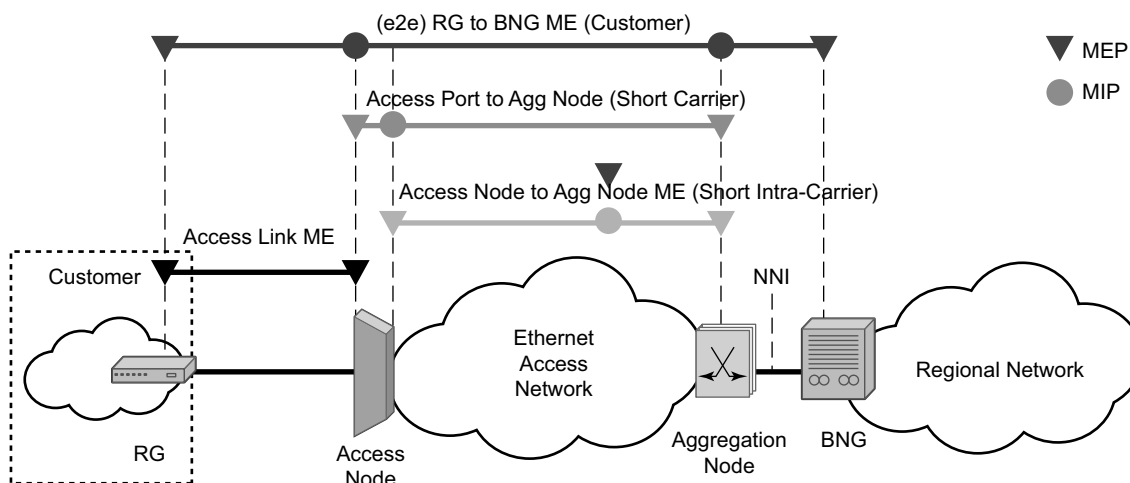 (e2e) RG to BNG ME (Customer)
MEP
MIP
Access Port to Agg Node (Short Carrier)
Access Node to Agg Node ME (Short Intra-Carrier)
Access Link ME
Customer
NNI
Ethernet
Access
Network
Regional Network
RG
Access
Node
Aggregation
Node
BNG